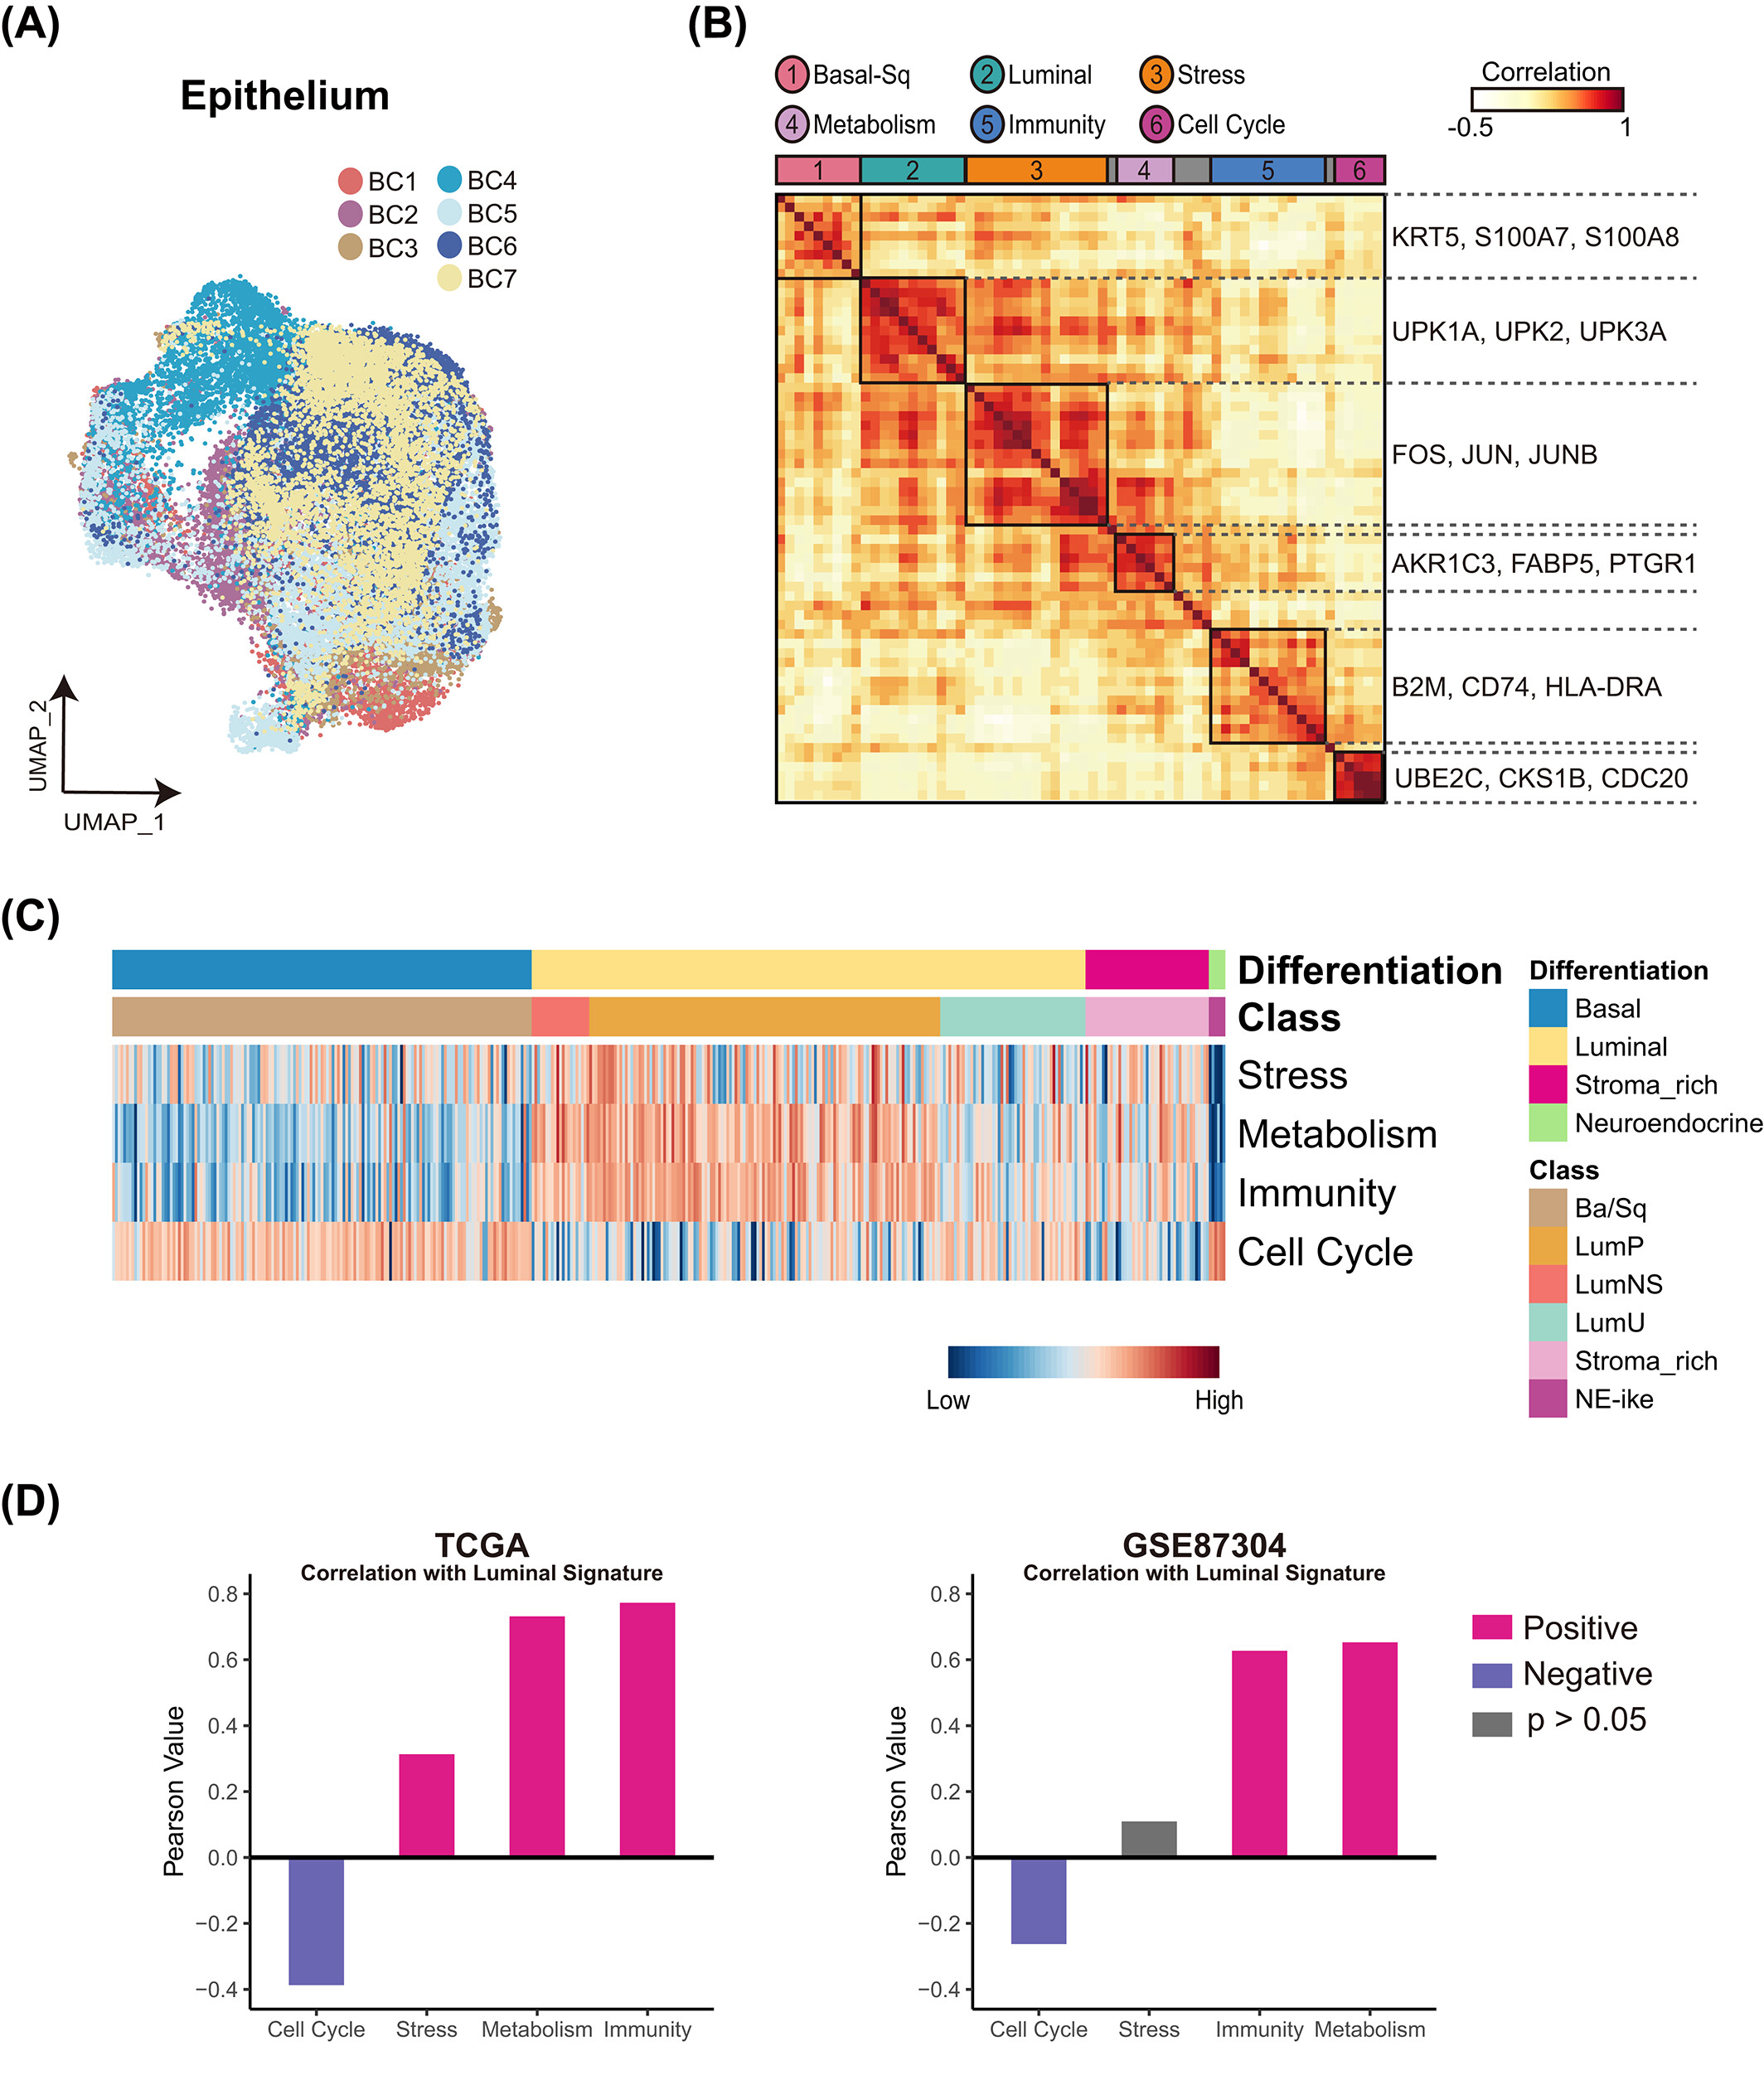 (A)
Epithelium
BC1 BC4
BC2 BC5
BC3 BC6
BC7
UMAP_2
UMAP_1
(B)
1 Basal-Sq 2 Luminal 3 Stress
4 Metabolism 5 Immunity 6 Cell Cycle
Correlation
-0.5 1
1 2 3 4 5 6
KRT5, S100A7, S100A8
UPK1A, UPK2, UPK3A
FOS, JUN, JUNB
AKR1C3, FABP5, PTGR1
B2M, CD74, HLA-DRA
UBE2C, CKS1B, CDC20
(C)
Differentiation
Class
Stress
Metabolism
Immunity
Cell Cycle
Low High
Differentiation
Basal
Luminal
Stroma_rich
Neuroendocrine
Class
Ba/Sq
LumP
LumNS
LumU
Stroma_rich
NE-ike
(D)
TCGA
Correlation with Luminal Signature
Pearson Value
0.8
0.6
0.4
0.2
0.0
−0.2
−0.4
Cell Cycle Stress Metabolism Immunity
GSE87304
Correlation with Luminal Signature
Pearson Value
0.8
0.6
0.4
0.2
0.0
−0.2
−0.4
Cell Cycle Stress Immunity Metabolism
Positive
Negative
p > 0.05